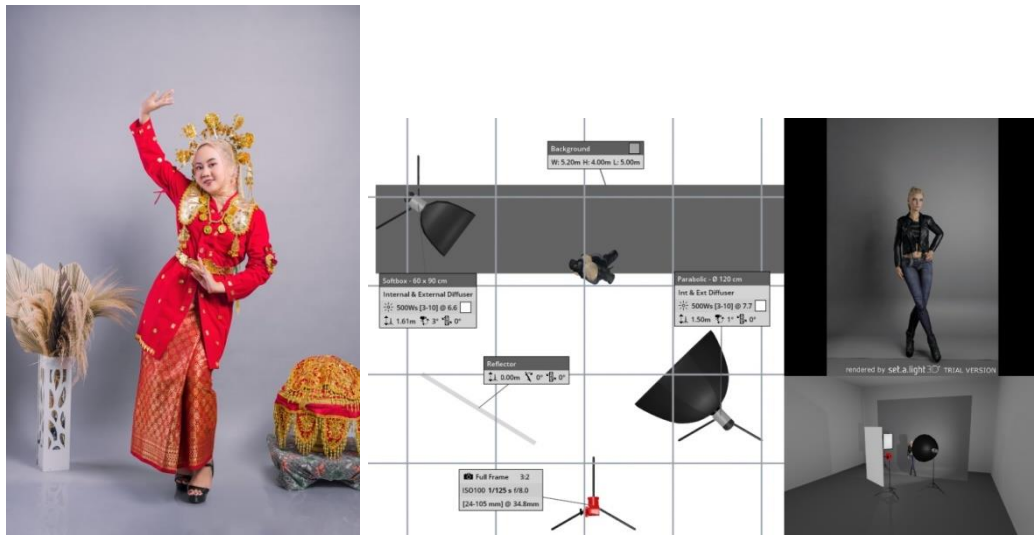 Background
W: 5.20m H: 4.00m L: 5.00m
Softbox - 60 x 90 cm
Internal & External Diffuser
500Ws [3-10] @ 6.6
1.61m 3° 0°
Parabolic - Ø 120 cm
Int & Ext Diffuser
500Ws [3-10] @ 7.7
1.50m 1° 0°
Reflector
0.00m 0° 0°
Full Frame 3:2
ISO100 1/125 s f/8.0
[24-105 mm] @ 34.8mm
rendered by set.a.light 3D TRIAL VERSION